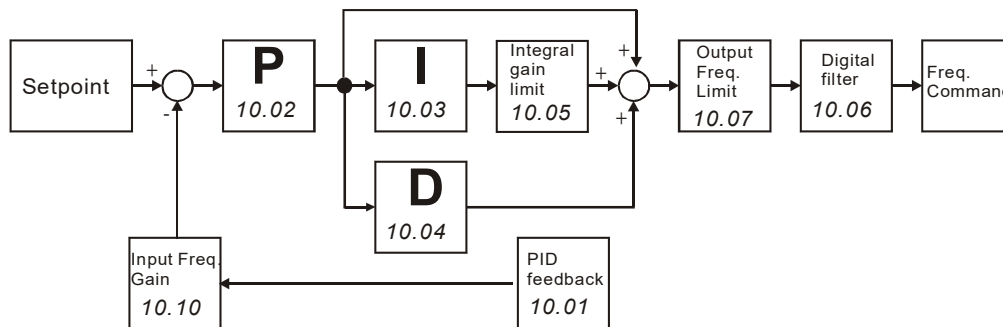 Setpoint
+
-
P
10.02
I
10.03
Integral
gain
limit
10.05
+
+
+
Output
Freq.
Limit
10.07
Digital
filter
10.06
Freq.
Command
D
10.04
Input Freq.
Gain
10.10
PID
feedback
10.01